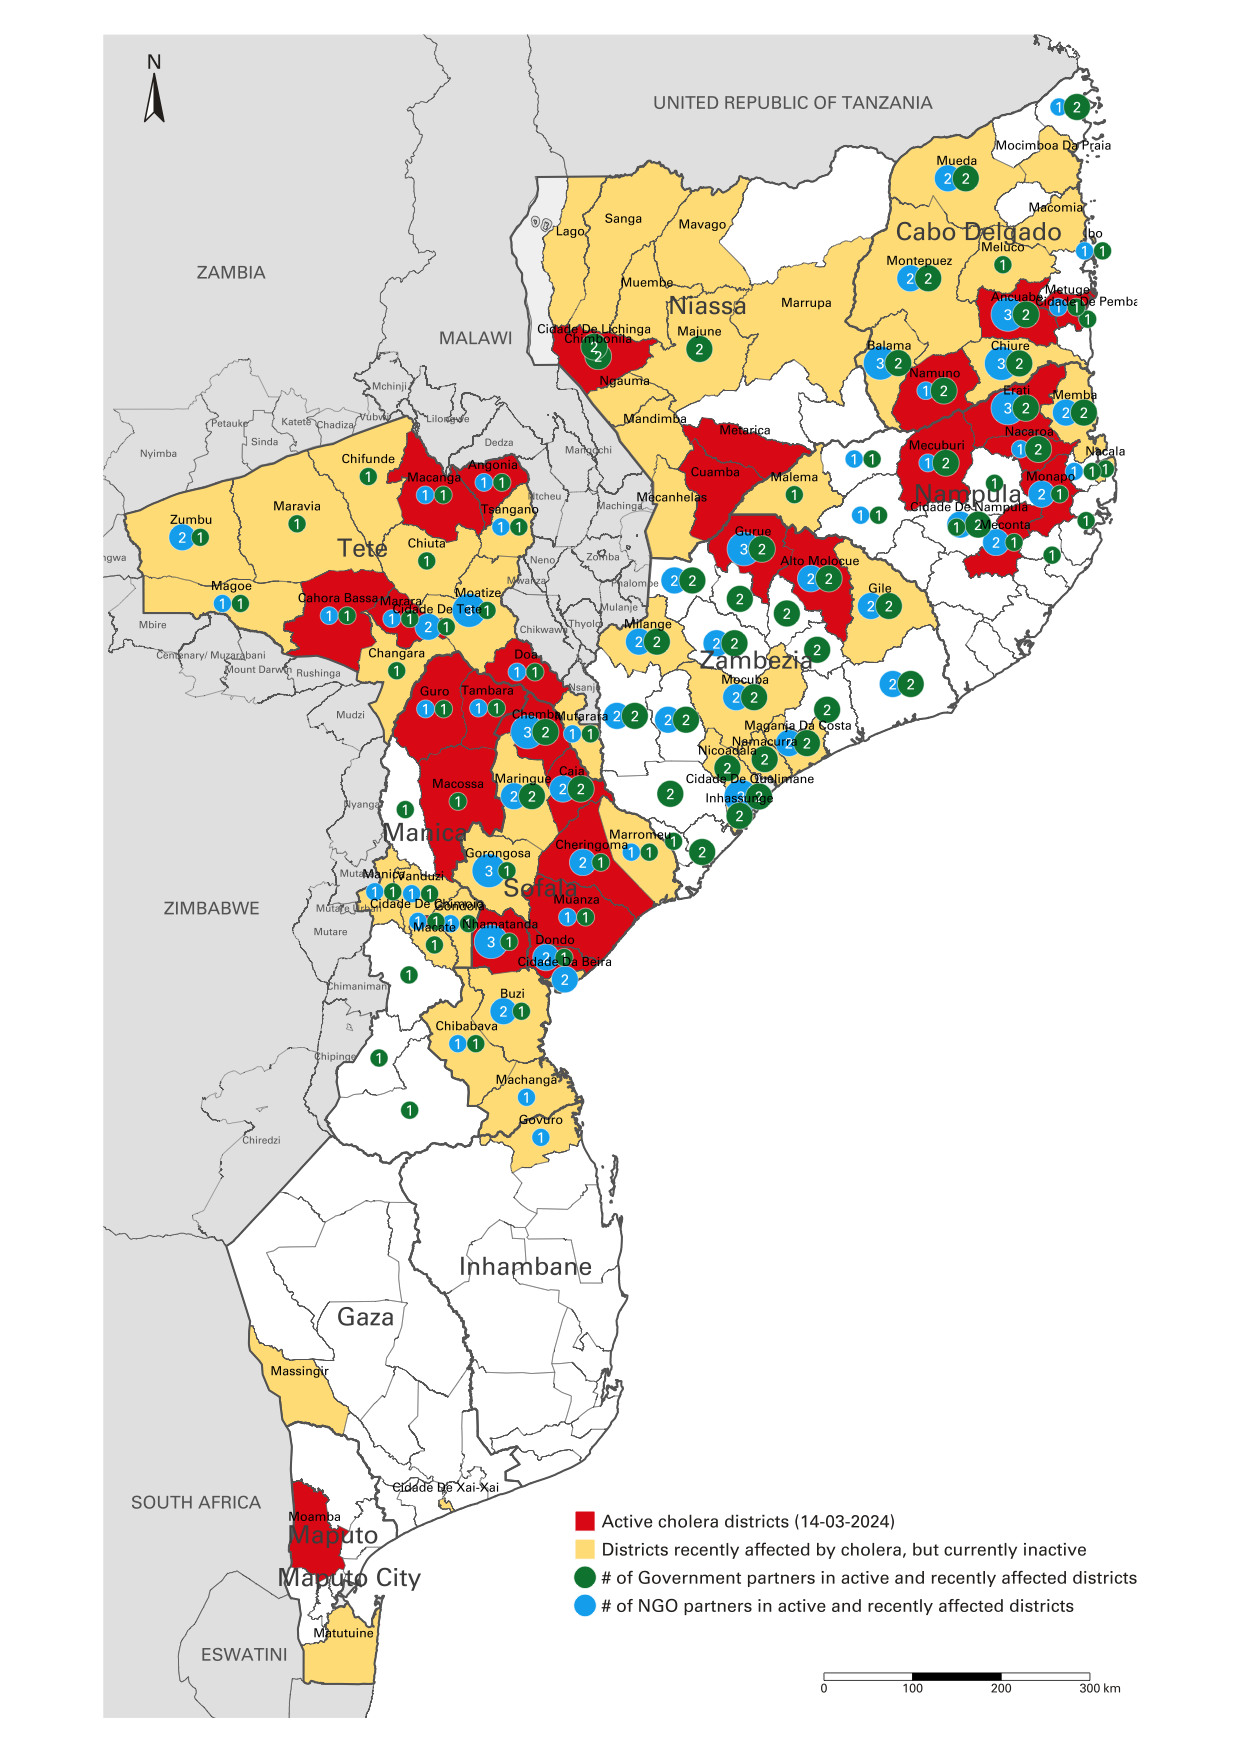 N
UNITED REPUBLIC OF TANZANIA
1 2
Mocimboa Da Praia
Mueda
2 2
Macomia
Sanga
Mavago
Lago
Cabo Delgado
Ibo
1 1
Meluco
1
Montepuez
2 2
ZAMBIA
Muembe
Niassa
Marrupa
Metuge
Ancuabe
Cidade De Pemba
3 2
1 1
1
MALAWI
Cidade De Lichinga
Chimbonila
2
2
Majune
2
Balama
3 2
Chiure
3 2
Ngauma
Namuno
1 2
Erati
3 2
Memba
2 2
Mchinji
Vubwi
Lilongwe
Petauke
Katete
Chadiza
Sinda
Nyimba
Dedza
Mangochi
Mandimba
Metarica
Nacaroa
1 2
Mecuburi
1 2
Nacala
1 1 1
Chifunde
1
Macanga
1 1
Angonia
1 1
1 1
Cuamba
Malema
1
Monapo
2 1
1
Nampula
Mecanhelas
Ntcheu
Machinga
Maravia
1
Tsangano
1 1
Zumbu
2 1
1 1
Cidade De Nampula
1 2
Meconta
2 1
1
1
Tete
Chiuta
1
Gurue
3 2
Alto Molocue
2 2
Neno
Zomba
Mwanza
Phalombe
2 2
Gile
2 2
Magoe
1 1
Cahora Bassa
1 1
Marara
1 1
Cidade De Tete
2 1
Moatize
1
Mulanje
Thyolo
Chikwawa
2
2
Mbire
Centenary/ Muzarabani
Mount Darwin
Rushinga
Milange
2 2
2 2
2
Zambezia
Changara
1
Doa
1 1
Nsanje
Mocuba
2 2
2 2
Mudzi
Guro
1 1
Tambara
1 1
Chemba
3 2
Mutarara
1 1
2 2
2 2
2
Maganja Da Costa
2 2
Namacurra
2
Nicoadala
2
Cidade De Quelimane
Inhassunge
2
Macossa
1
Maringue
2 2
Caia
2 2
2
Nyanga
1
Manica
Marromeu
1 1
1
2
Cheringoma
2 1
Gorongosa
3 1
Sofala
Manica
1 1
Vanduzi
1 1
ZIMBABWE
Mutare Urban
Mutare
Cidade De Chimoio
1 1
Gondola
1 1
Macate
1
Muanza
1 1
Nhamatanda
3 1
Dondo
2 1
Cidade Da Beira
2
1
Chimanimani
Buzi
2 1
Chibabava
1 1
Chipinge
1
Machanga
1
1
Govuro
1
Chiredzi
Inhambane
Gaza
Massingir
Cidade De Xai-Xai
SOUTH AFRICA
Moamba
Maputo
Maputo City
Matutuine
ESWATINI
Active cholera districts (14-03-2024)
Districts recently affected by cholera, but currently inactive
# of Government partners in active and recently affected districts
# of NGO partners in active and recently affected districts
0 100 200 300 km